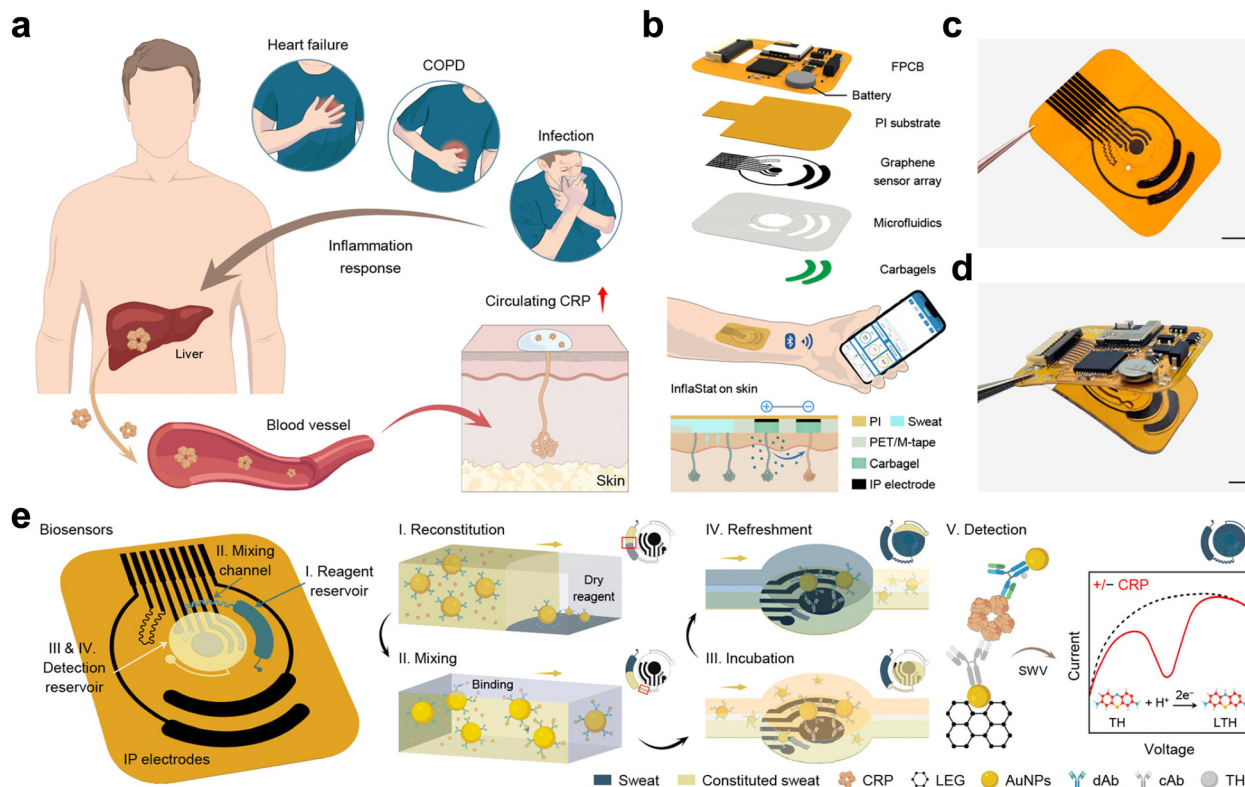 a
Heart failure
COPD
Infection
Inflammation
response
Circulating CRP
Liver
Blood vessel
Skin
b
FPCB
Battery
PI substrate
Graphene
sensor array
Microfluidics
Carbagels
InflaStat on skin
+
−
PI
Sweat
PET/M-tape
Carbagel
IP electrode
c
d
e
Biosensors
II. Mixing
channel
I. Reagent
reservoir
III & IV.
Detection
reservoir
IP electrodes
I. Reconstitution
Dry
reagent
II. Mixing
Binding
IV. Refreshment
III. Incubation
V. Detection
SWV
+/− CRP
Current
TH
+ H⁺
2e⁻
LTH
Voltage
Sweat
Constituted sweat
CRP
LEG
AuNPs
dAb
cAb
TH